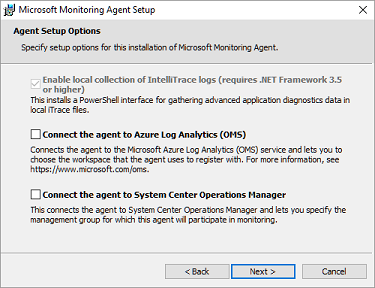 Microsoft Monitoring Agent Setup
Agent Setup Options
Specify setup options for this installation of Microsoft Monitoring Agent.
Enable local collection of IntelliTrace logs (requires .NET Framework 3.5
or higher)
This installs a PowerShell interface for gathering advanced application diagnostics data in
local iTrace files.
Connect the agent to Azure Log Analytics (OMS)
Connects the agent to the Microsoft Azure Log Analytics (OMS) service and lets you to
choose the workspace that the agent uses to register with. For more information, see
https://www.microsoft.com/oms.
Connect the agent to System Center Operations Manager
This connects the agent to System Center Operations Manager and lets you specify the
management group for which this agent will participate in monitoring.
< Back
Next >
Cancel